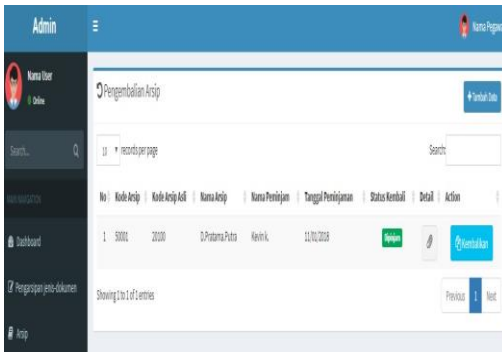 Admin
Nama Pegawai
Nama User
Online
Search...
MAIN NAVIGATION
Dashboard
Pengarsipan jenis-dokumen
Arsip
Pengembalian Arsip
+Tambah Data
10 records per page
Search:
No Kode Arsip Kode Arsip Asli Nama Arsip Nama Peminjam Tanggal Peminjaman Status Kembali Detail Action
1 50001 20100 D.Pratama.Putra Kevin k. 11/01/2018 Dipinjam Kembalikan
Showing 1 to 1 of 1 entries
Previous 1 Next